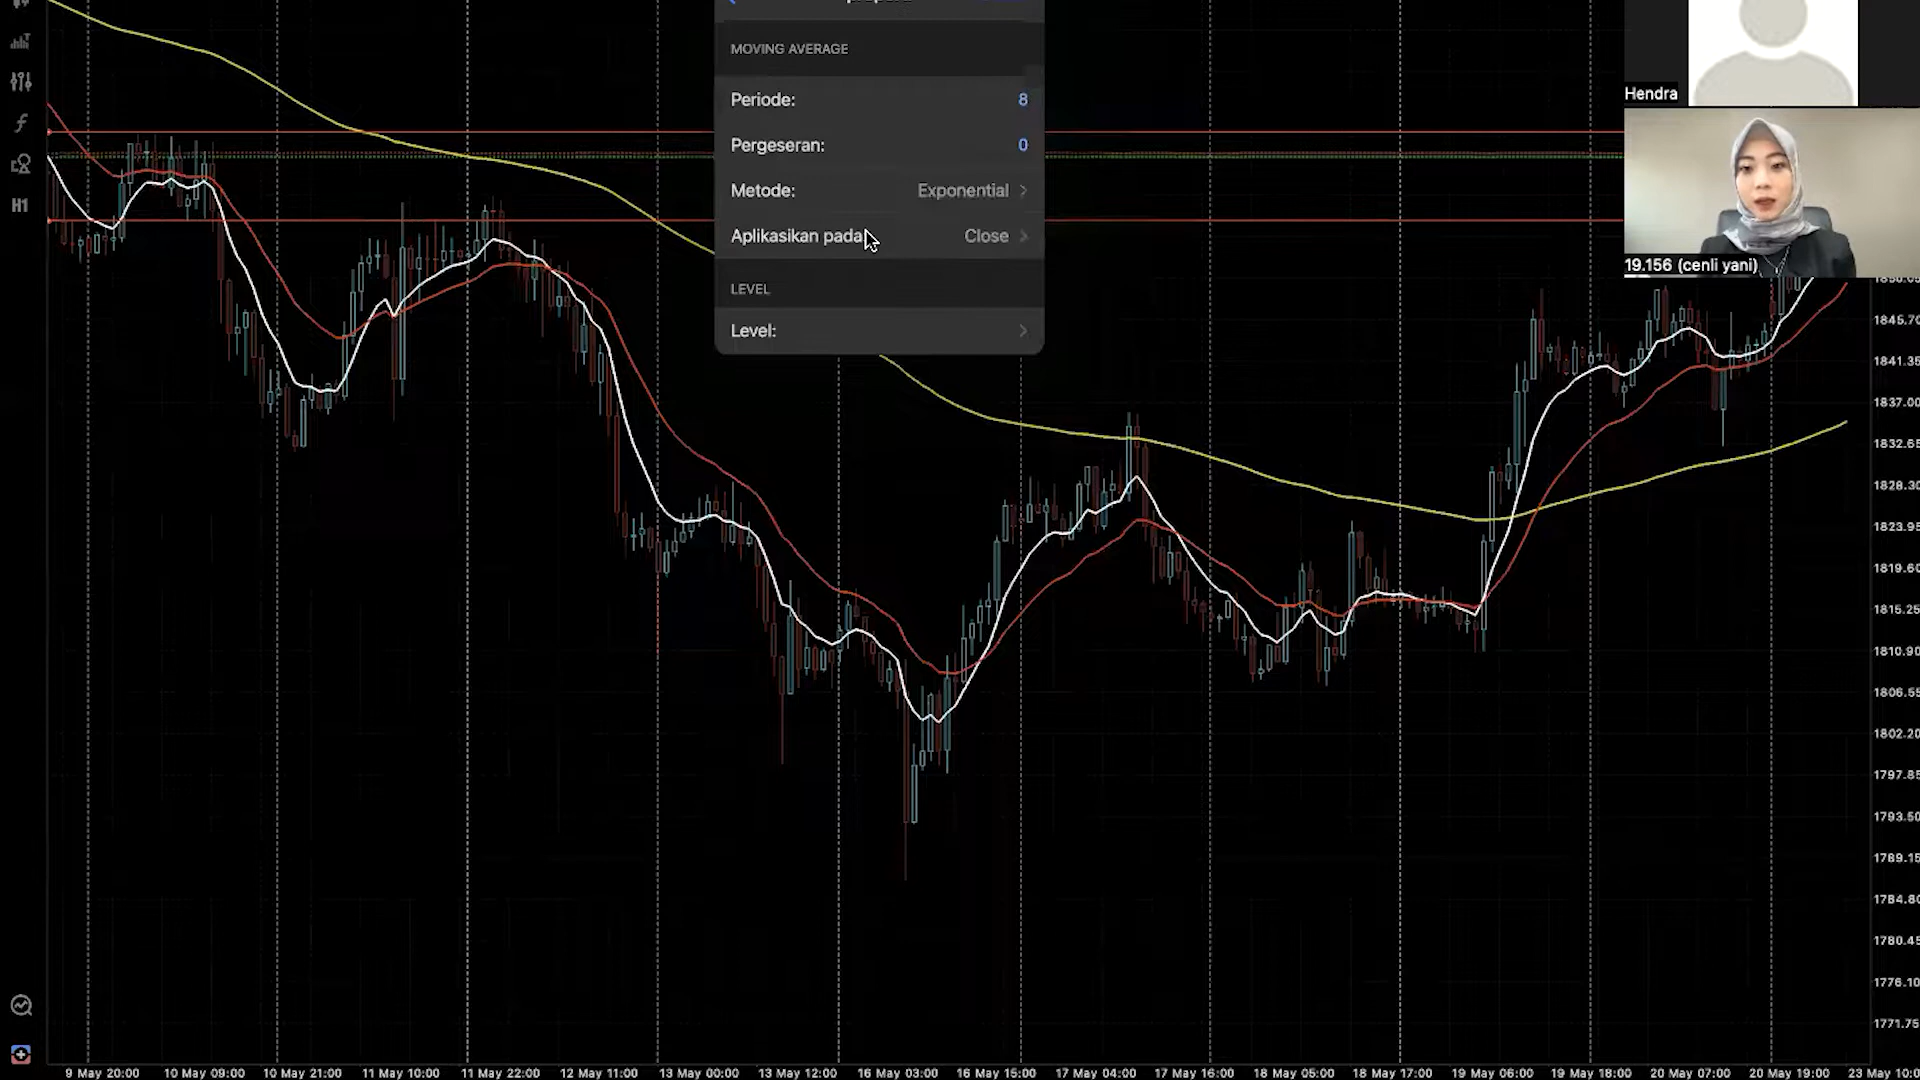 MOVING AVERAGE
Periode: 8
Pergeseran: 0
Metode: Exponential
Aplikasikan pada: Close
LEVEL
Level:
H1
Hendra
19.156 (cenli yani)
1845.70
1841.35
1837.00
1832.65
1828.30
1823.95
1819.60
1815.25
1810.90
1806.55
1802.20
1797.85
1793.50
1789.15
1784.80
1780.45
1776.10
1771.75
9 May 20:00 10 May 09:00 10 May 21:00 11 May 10:00 11 May 22:00 12 May 11:00 13 May 00:00 13 May 12:00 16 May 03:00 16 May 15:00 17 May 04:00 17 May 16:00 18 May 05:00 18 May 17:00 19 May 06:00 19 May 18:00 20 May 07:00 20 May 19:00 23 May 10:0